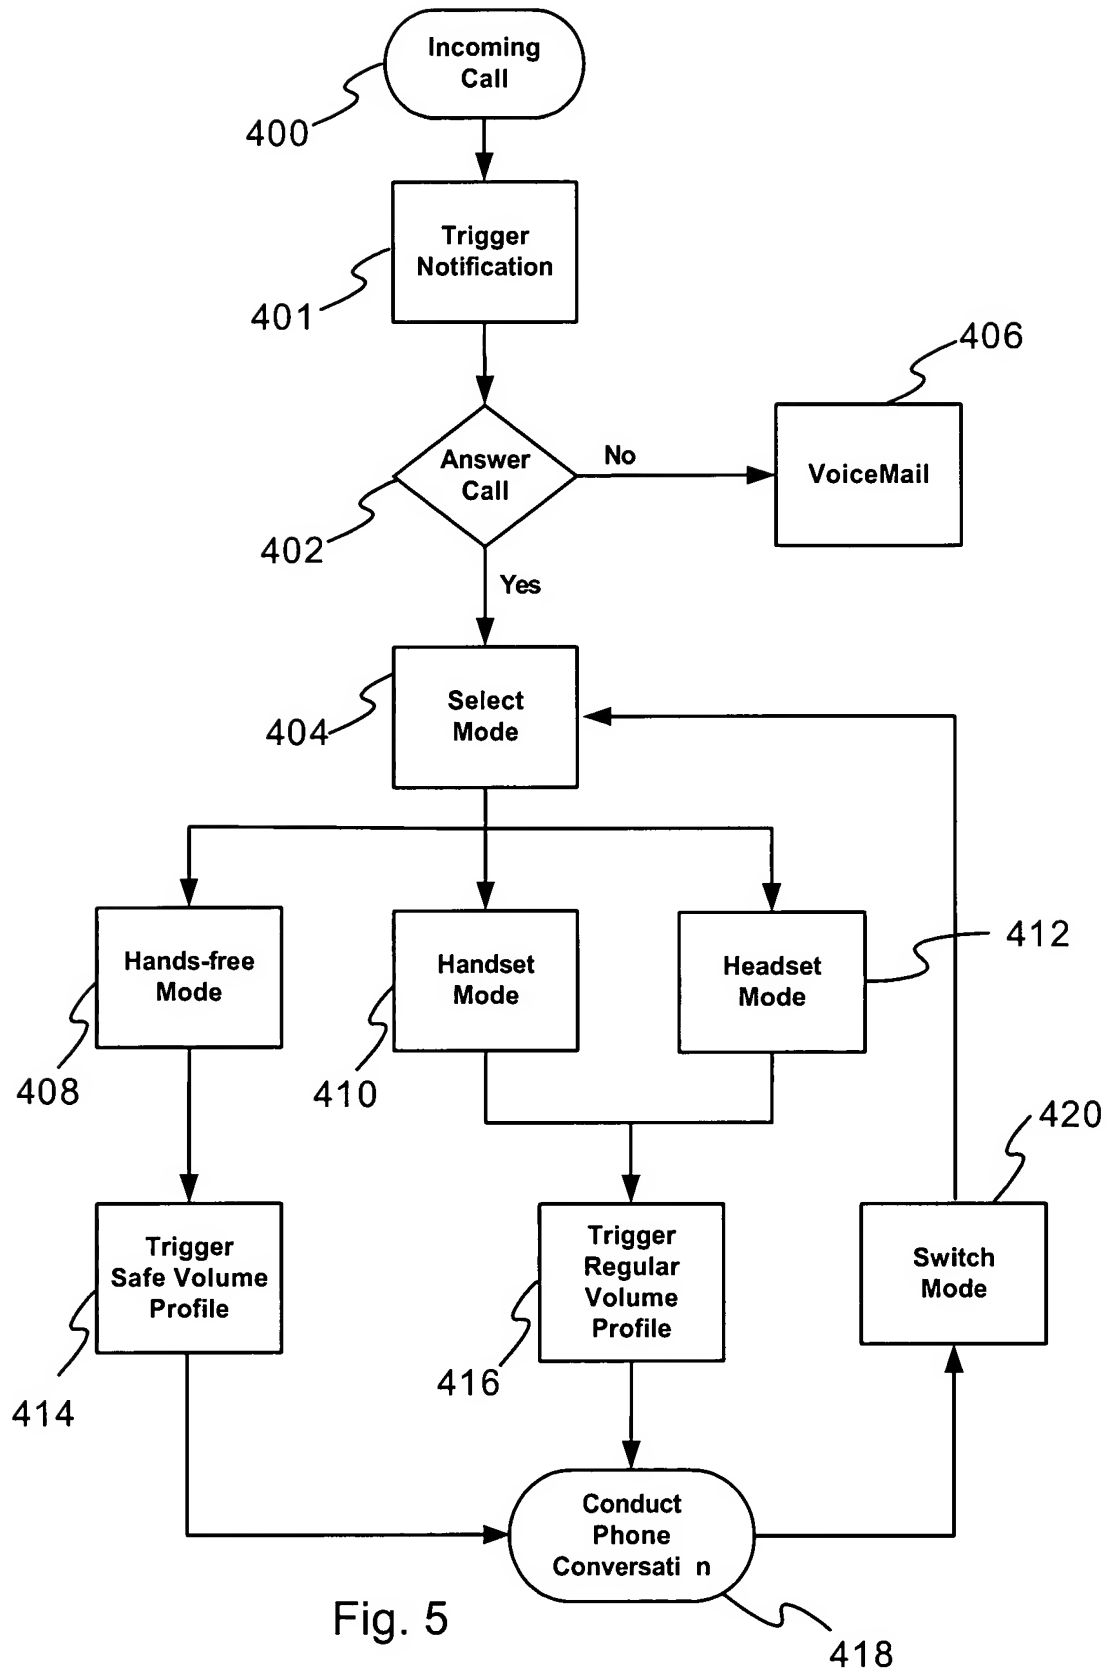 Incoming
Call
400
Trigger
Notification
401
406
Answer
Call
No
VoiceMail
402
Yes
Select
Mode
404
Hands-free
Mode
Handset
Mode
Headset
Mode
412
408
410
420
Trigger
Safe Volume
Profile
Trigger
Regular
Volume
Profile
Switch
Mode
414
416
Conduct
Phone
Conversati n
Fig. 5
418